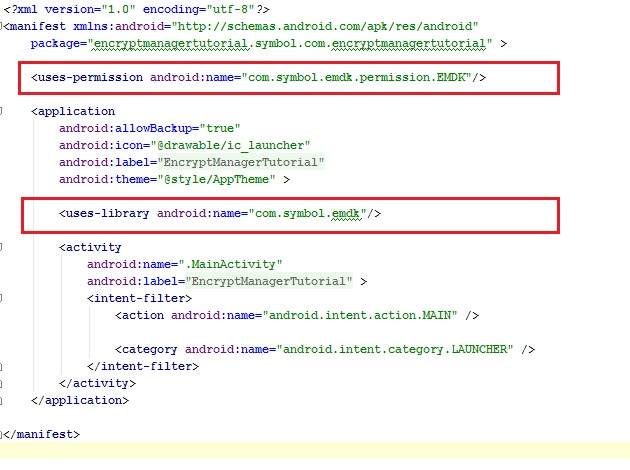 <?xml version="1.0" encoding="utf-8"?>
<manifest xmlns:android="http://schemas.android.com/apk/res/android"
package="encryptmanagertutorial.symbol.com.encryptmanagertutorial" >
<uses-permission android:name="com.symbol.emdk.permission.EMDK"/>
<application
android:allowBackup="true"
android:icon="@drawable/ic_launcher"
android:label="EncryptManagerTutorial"
android:theme="@style/AppTheme" >
<uses-library android:name="com.symbol.emdk"/>
<activity
android:name=".MainActivity"
android:label="EncryptManagerTutorial" >
<intent-filter>
<action android:name="android.intent.action.MAIN" />
<category android:name="android.intent.category.LAUNCHER" />
</intent-filter>
</activity>
</application>
</manifest>